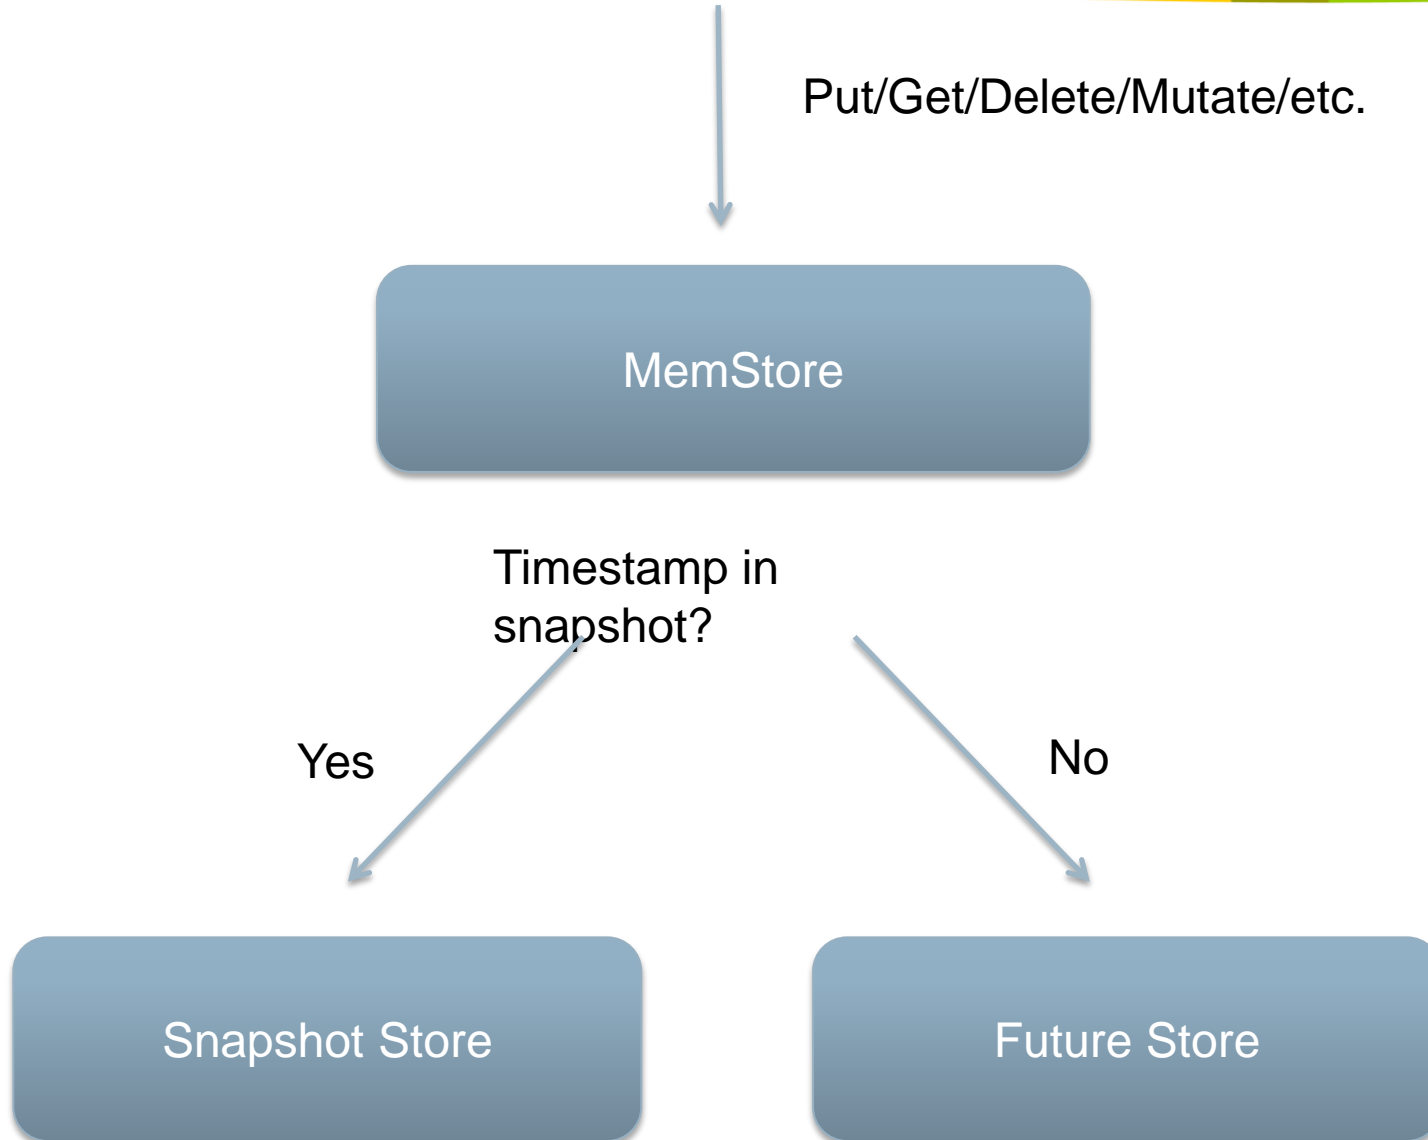 Put/Get/Delete/Mutate/etc.
MemStore
Timestamp in
snapshot?
Yes
No
Snapshot Store
Future Store